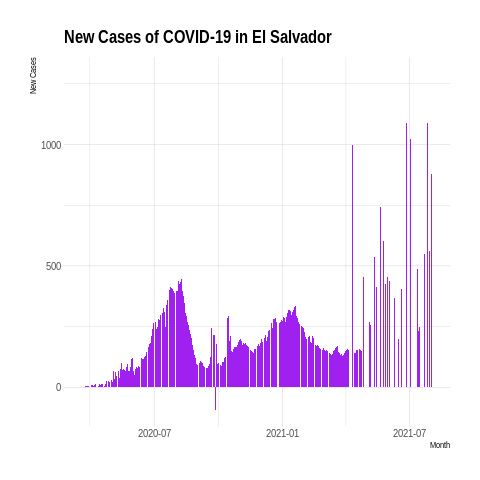 New Cases of COVID-19 in El Salvador
New Cases
1000
500
0
2020-07
2021-01
2021-07
Month